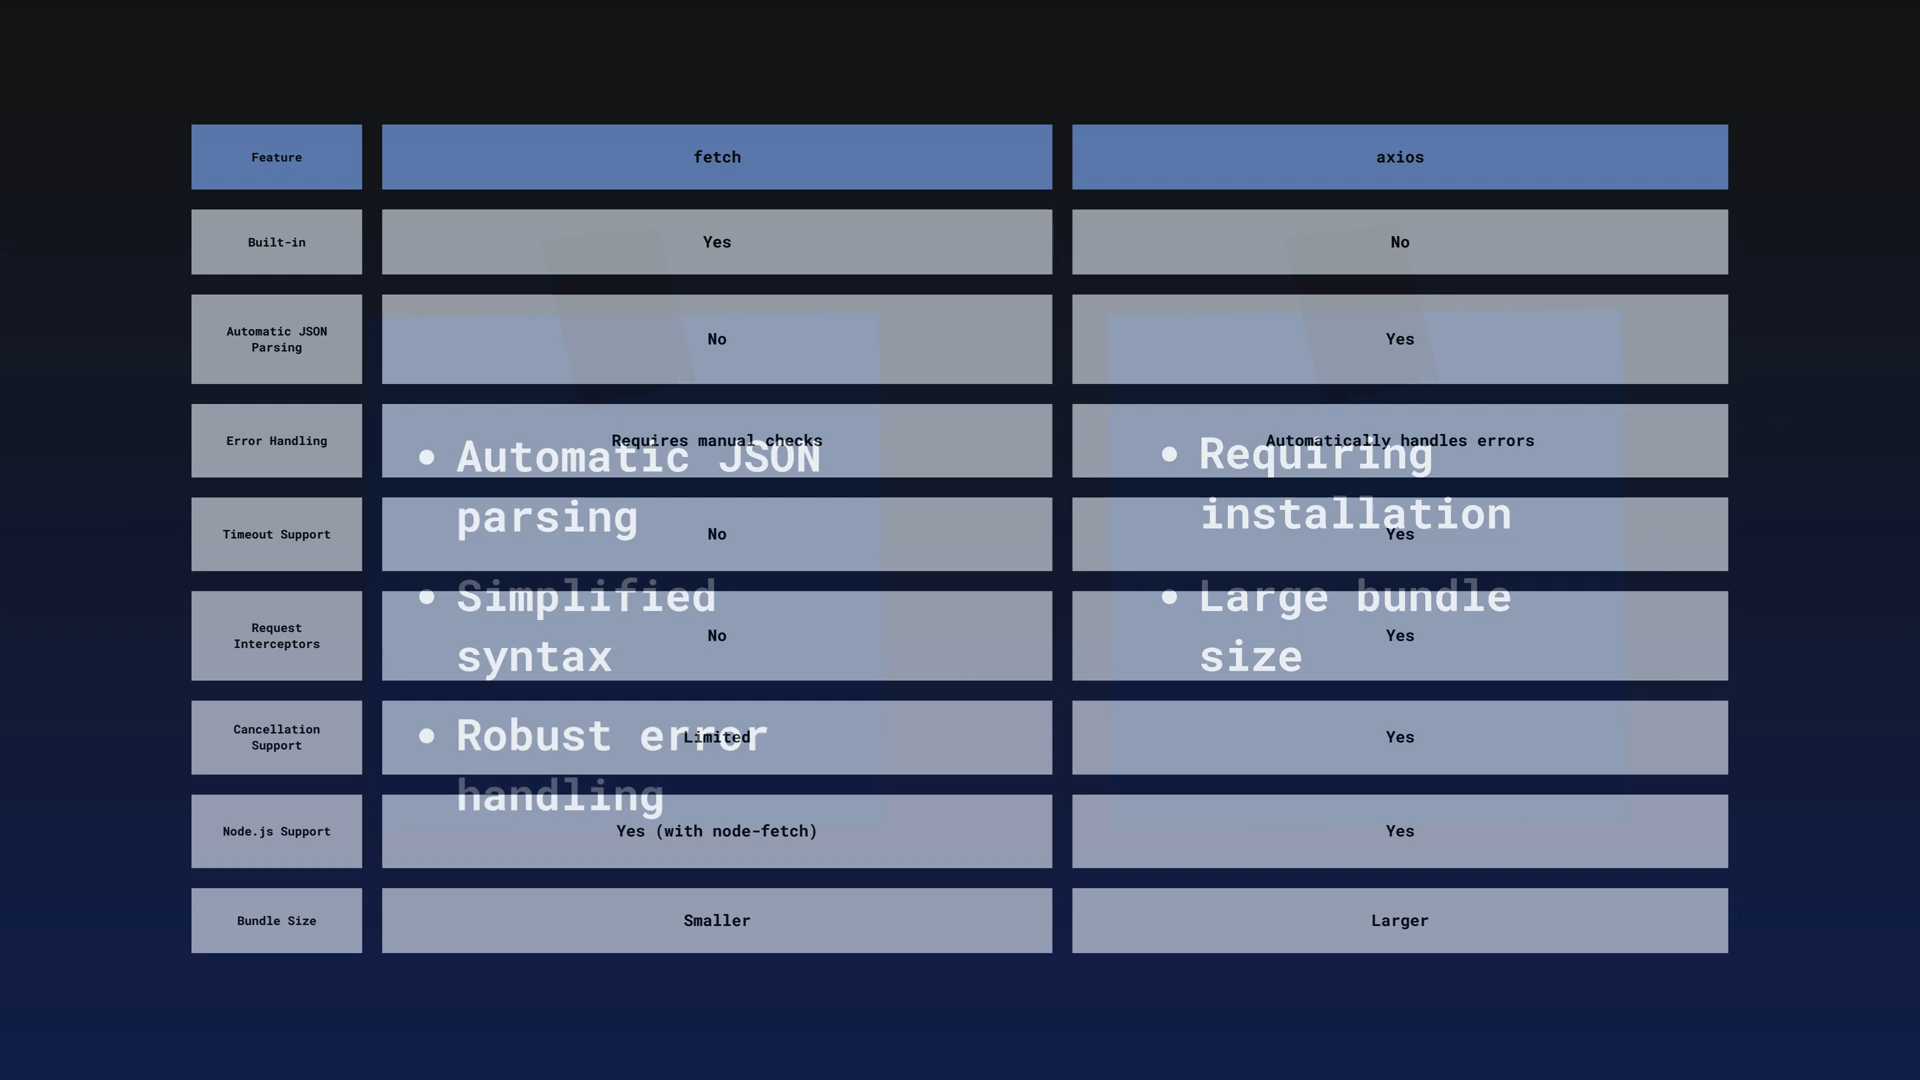 Feature
fetch
axios
Built-in
Yes
No
Automatic JSON
Parsing
No
Yes
Error Handling
Requires manual checks
Automatically handles errors
Timeout Support
No
Yes
Request
Interceptors
No
Yes
Cancellation
Support
Limited
Yes
Node.js Support
Yes (with node-fetch)
Yes
Bundle Size
Smaller
Larger
• Automatic JSON
parsing
• Simplified
syntax
• Robust error
handling
• Requiring
installation
• Large bundle
size